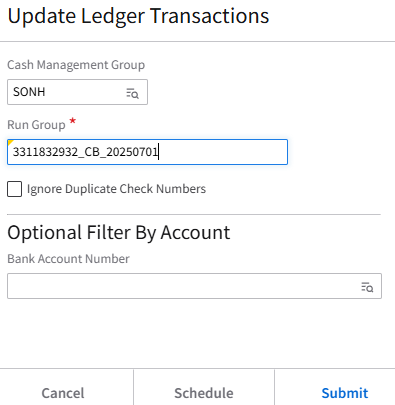 Update Ledger Transactions
Cash Management Group
SONH
Run Group *
3311832932_CB_20250701
Ignore Duplicate Check Numbers
Optional Filter By Account
Bank Account Number
Cancel Schedule Submit